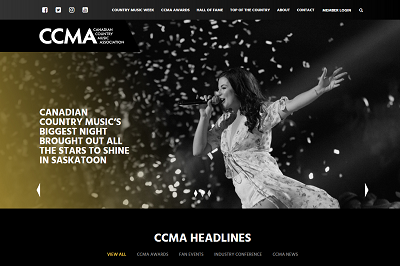 COUNTRY MUSIC WEEK CCMA AWARDS HALL OF FAME TOP OF THE COUNTRY ABOUT CONTACT MEMBER LOGIN
CCMA
CANADIAN
COUNTRY
MUSIC
ASSOCIATION
CANADIAN
COUNTRY MUSIC'S
BIGGEST NIGHT
BROUGHT OUT ALL
THE STARS TO SHINE
IN SASKATOON
CCMA HEADLINES
VIEW ALL CCMA AWARDS FAN EVENTS INDUSTRY CONFERENCE CCMA NEWS